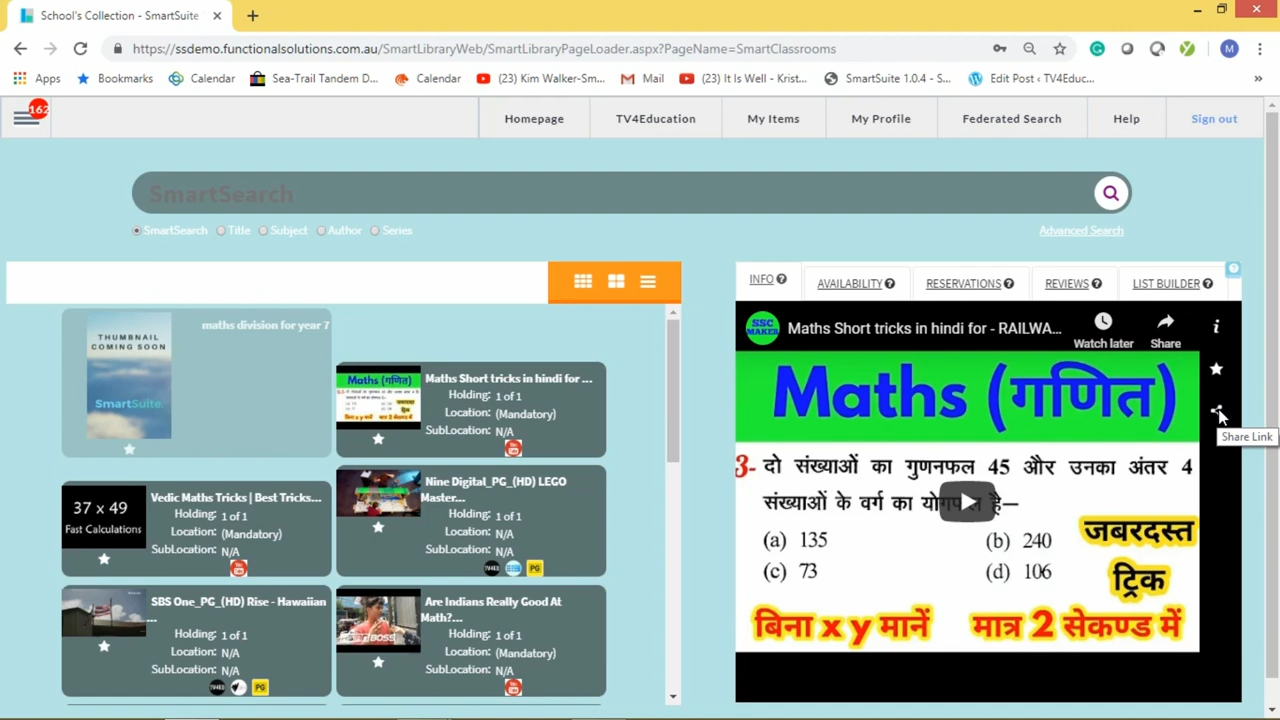 School's Collection - SmartSuite
https://ssdemo.functionalsolutions.com.au/SmartLibraryWeb/SmartLibraryPageLoader.aspx?PageName=SmartClassrooms
M
Apps Bookmarks Calendar Sea-Trail Tandem D... Calendar (23) Kim Walker-Sm... Mail (23) It Is Well - Krist... SmartSuite 1.0.4 - S... Edit Post ‹ TV4Educ... »
162
Homepage TV4Education My Items My Profile Federated Search Help Sign out
SmartSearch
SmartSearch Title Subject Author Series Advanced Search
THUMBNAIL
COMING SOON
SmartSuite.
maths division for year 7
Maths (गणित)
Maths Short tricks in hindi for ...
Holding: 1 of 1
Location: (Mandatory)
SubLocation: N/A
37 x 49
Fast Calculations
Vedic Maths Tricks | Best Tricks...
Holding: 1 of 1
Location: (Mandatory)
SubLocation: N/A
Nine Digital_PG_(HD) LEGO
Master...
Holding: 1 of 1
Location: (Mandatory)
SubLocation: N/A
PG
SBS One_PG_(HD) Rise - Hawaiian
...
Holding: 1 of 1
Location: N/A
SubLocation: N/A
PG
Are Indians Really Good At
Math?...
Holding: 1 of 1
Location: (Mandatory)
SubLocation: N/A
INFO AVAILABILITY RESERVATIONS REVIEWS LIST BUILDER
SSC
MAKER
Maths Short tricks in hindi for - RAILWA...
Watch later Share
Share Link
Maths (गणित)
3- दो संख्याओं का गुणनफल 45 और उनका अंतर 4
संख्याओं के वर्ग का योगफल है—
(a) 135 (b) 240
(c) 73 (d) 106
जबरदस्त
ट्रिक
बिना x y मानें मात्र 2 सेकण्ड में